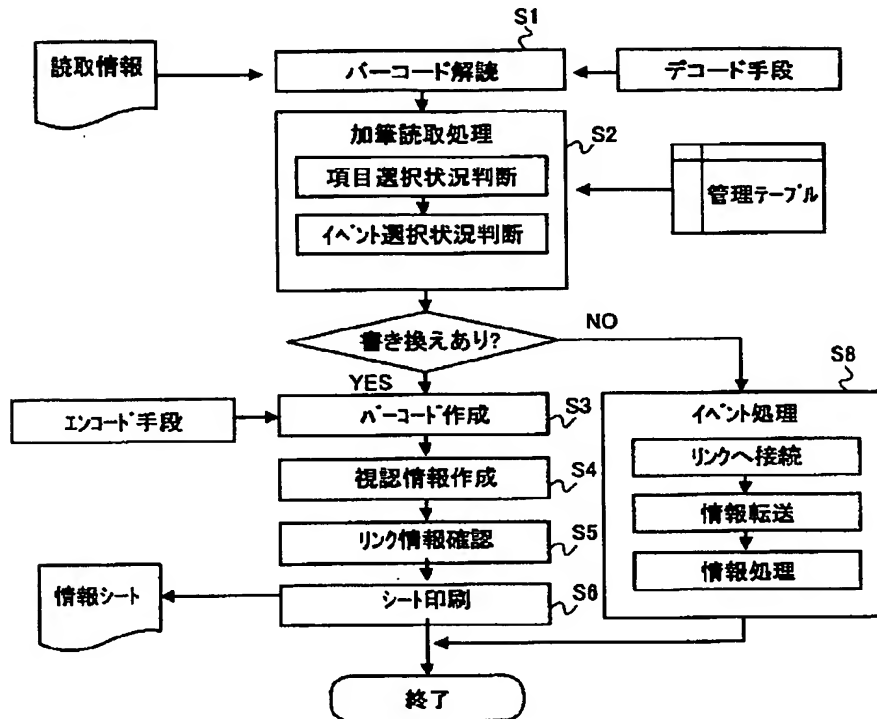 S1
読取情報
バーコード解読
デコード手段
加筆読取処理
S2
項目選択状況判断
イベント選択状況判断
管理テーブル
書き換えあり?
NO
YES
S8
エンコード手段
バーコード作成
S3
イベント処理
視認情報作成
S4
リンクへ接続
リンク情報確認
S5
情報転送
情報シート
シート印刷
S6
情報処理
終了